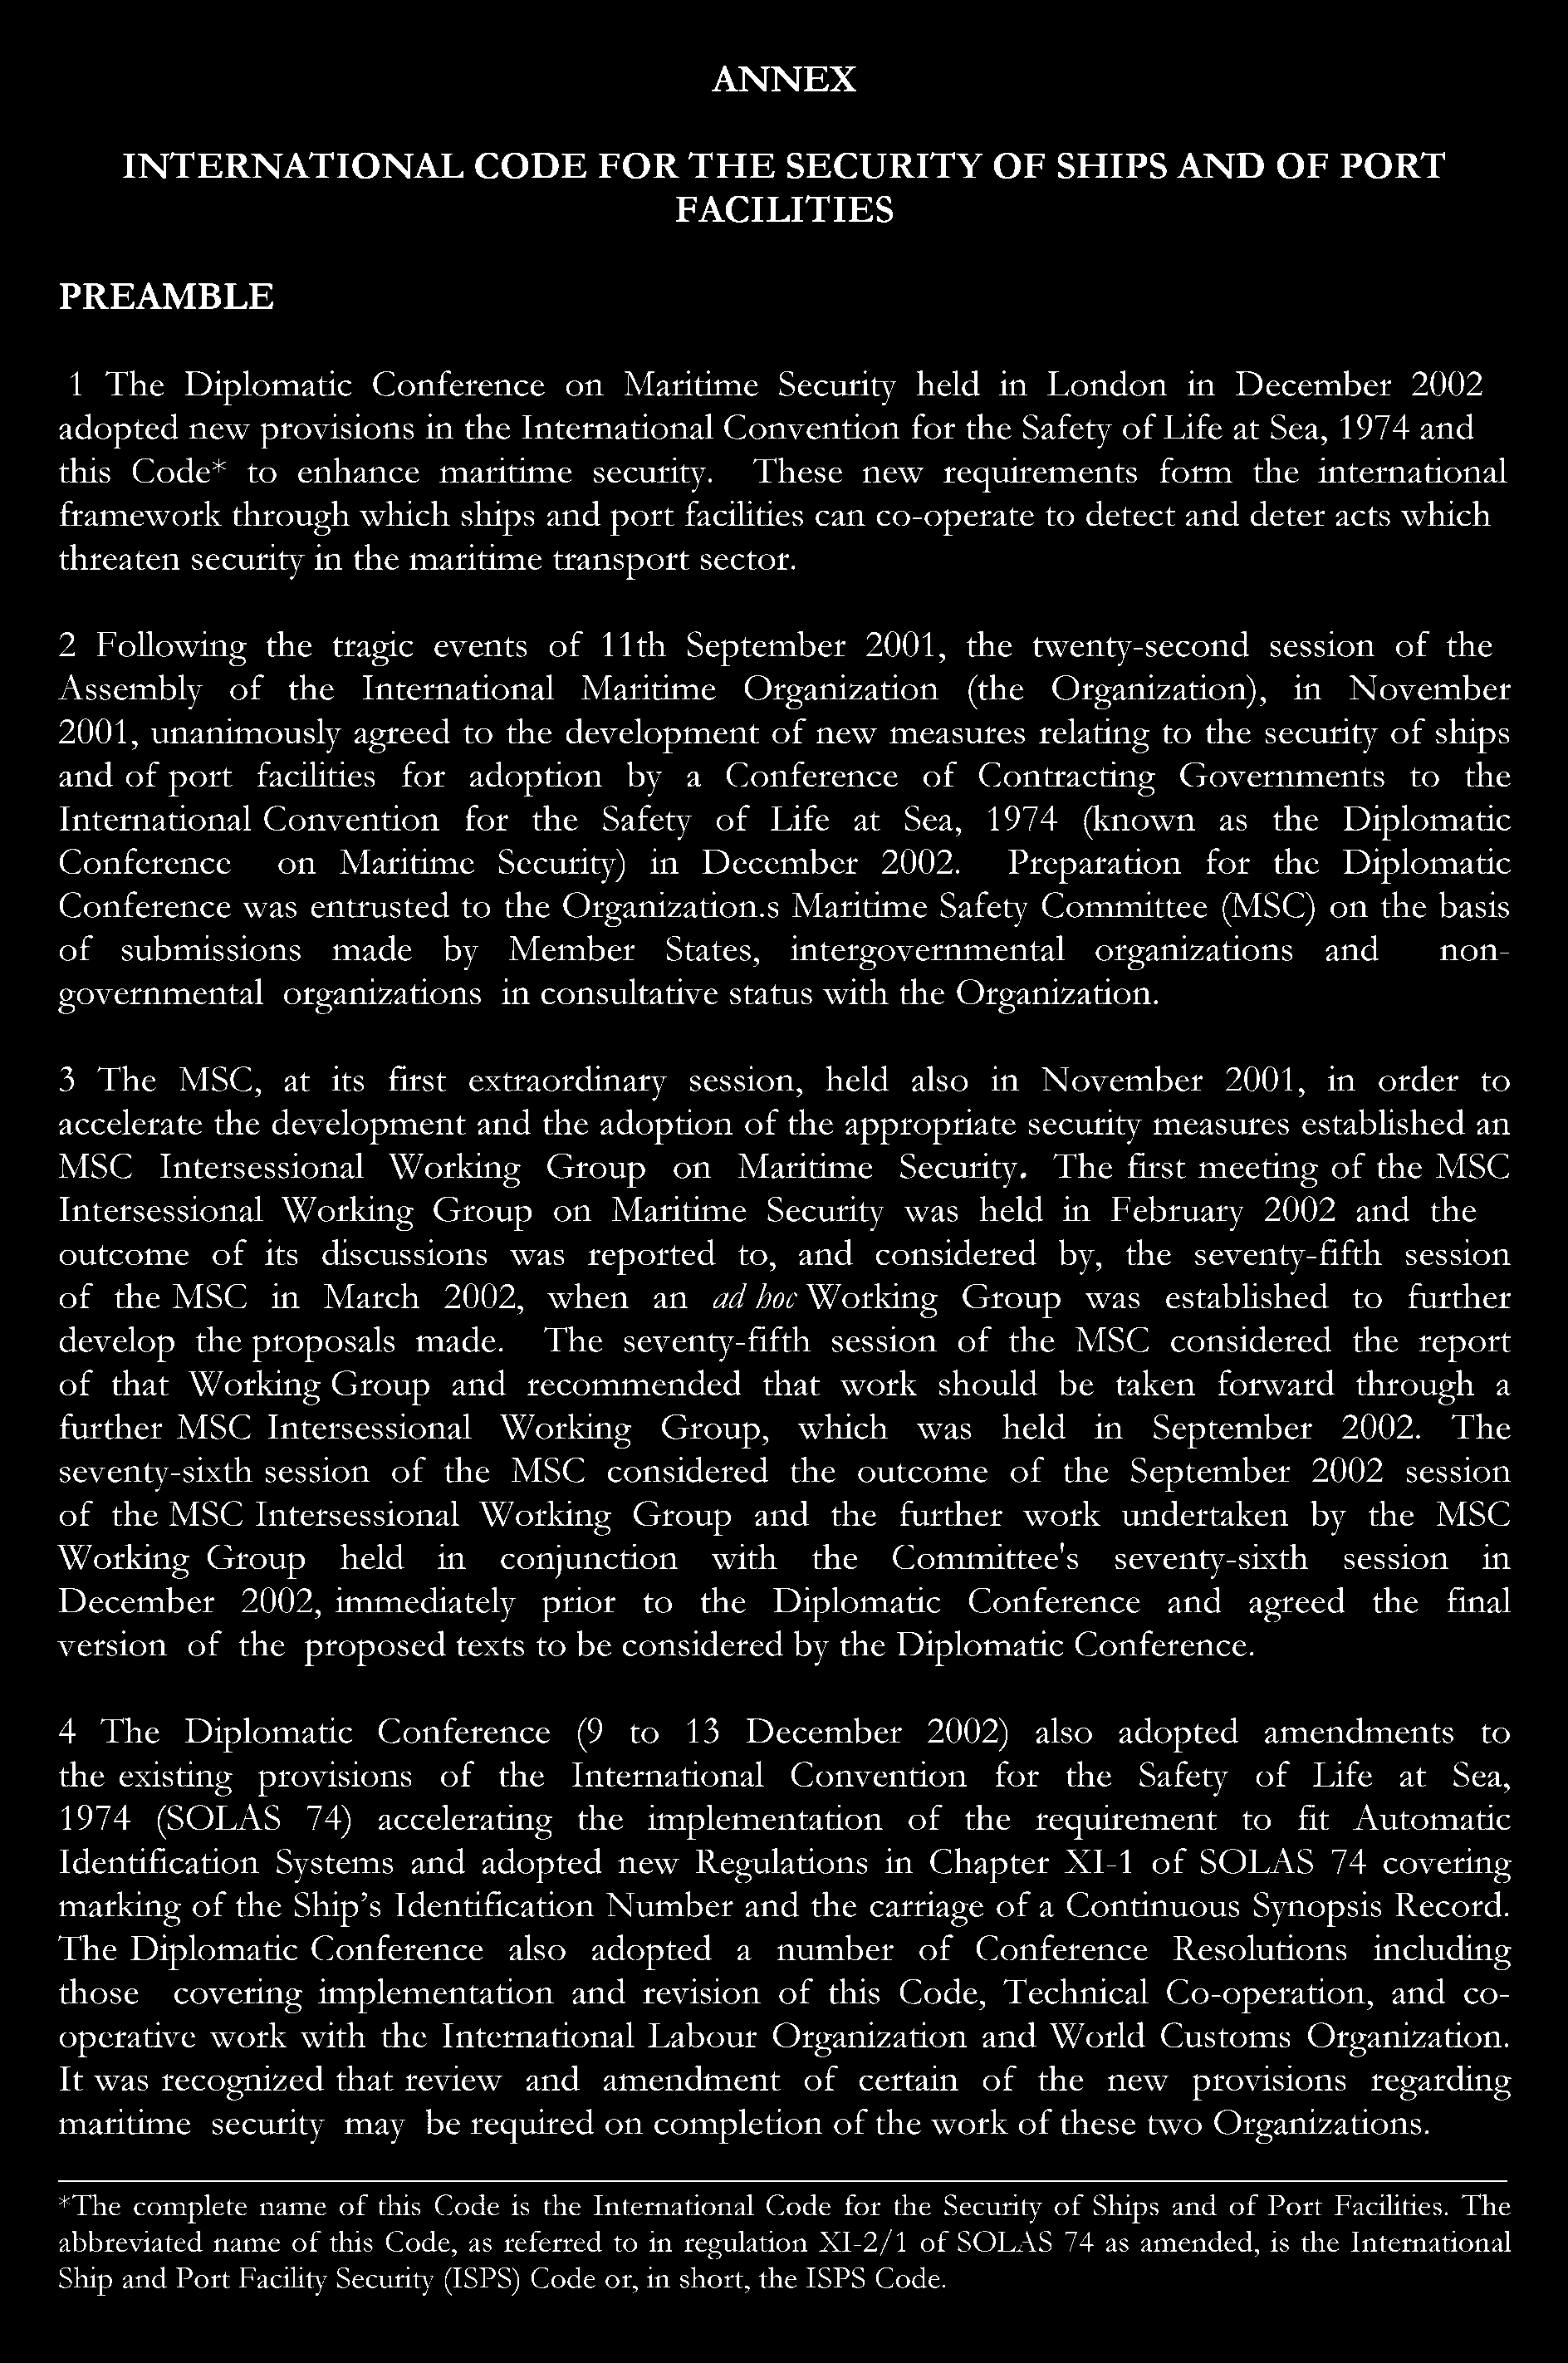 ANNEX
INTERNATIONAL CODE FOR THE SECURITY OF SHIPS AND OF PORT
FACILITIES
PREAMBLE
1 The Diplomatic Conference on Maritime Security held in London in December 2002
adopted new provisions in the International Convention for the Safety of Life at Sea, 1974 and
this Code* to enhance maritime security. These new requirements form the international
framework through which ships and port facilities can co-operate to detect and deter acts which
threaten security in the maritime transport sector.
2 Following the tragic events of 11th September 2001, the twenty-second session of the
Assembly of the International Maritime Organization (the Organization), in November
2001, unanimously agreed to the development of new measures relating to the security of ships
and of port facilities for adoption by a Conference of Contracting Governments to the
International Convention for the Safety of Life at Sea, 1974 (known as the Diplomatic
Conference on Maritime Security) in December 2002. Preparation for the Diplomatic
Conference was entrusted to the Organization.s Maritime Safety Committee (MSC) on the basis
of submissions made by Member States, intergovernmental organizations and non-
governmental organizations in consultative status with the Organization.
3 The MSC, at its first extraordinary session, held also in November 2001, in order to
accelerate the development and the adoption of the appropriate security measures established an
MSC Intersessional Working Group on Maritime Security. The first meeting of the MSC
Intersessional Working Group on Maritime Security was held in February 2002 and the
outcome of its discussions was reported to, and considered by, the seventy-fifth session
of the MSC in March 2002, when an ad hoc Working Group was established to further
develop the proposals made. The seventy-fifth session of the MSC considered the report
of that Working Group and recommended that work should be taken forward through a
further MSC Intersessional Working Group, which was held in September 2002. The
seventy-sixth session of the MSC considered the outcome of the September 2002 session
of the MSC Intersessional Working Group and the further work undertaken by the MSC
Working Group held in conjunction with the Committee's seventy-sixth session in
December 2002, immediately prior to the Diplomatic Conference and agreed the final
version of the proposed texts to be considered by the Diplomatic Conference.
4 The Diplomatic Conference (9 to 13 December 2002) also adopted amendments to
the existing provisions of the International Convention for the Safety of Life at Sea,
1974 (SOLAS 74) accelerating the implementation of the requirement to fit Automatic
Identification Systems and adopted new Regulations in Chapter XI-1 of SOLAS 74 covering
marking of the Ship’s Identification Number and the carriage of a Continuous Synopsis Record.
The Diplomatic Conference also adopted a number of Conference Resolutions including
those covering implementation and revision of this Code, Technical Co-operation, and co-
operative work with the International Labour Organization and World Customs Organization.
It was recognized that review and amendment of certain of the new provisions regarding
maritime security may be required on completion of the work of these two Organizations.
*The complete name of this Code is the International Code for the Security of Ships and of Port Facilities. The
abbreviated name of this Code, as referred to in regulation XI-2/1 of SOLAS 74 as amended, is the International
Ship and Port Facility Security (ISPS) Code or, in short, the ISPS Code.